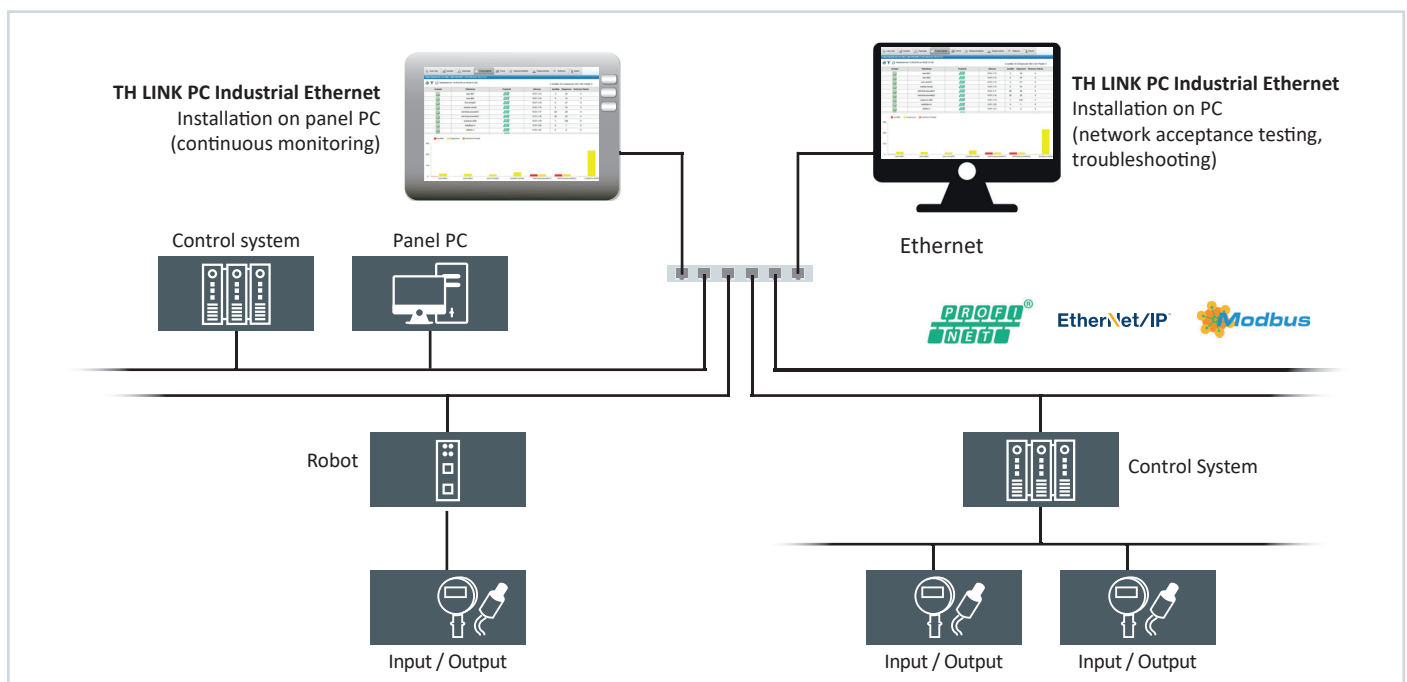 TH LINK PC Industrial Ethernet
Installation on panel PC
(continuous monitoring)
TH LINK PC Industrial Ethernet
Installation on PC
(network acceptance testing,
troubleshooting)
Control system
Panel PC
Ethernet
PROFI
NET
®
EtherNet/IP
Modbus
Robot
Control System
Input / Output
Input / Output
Input / Output